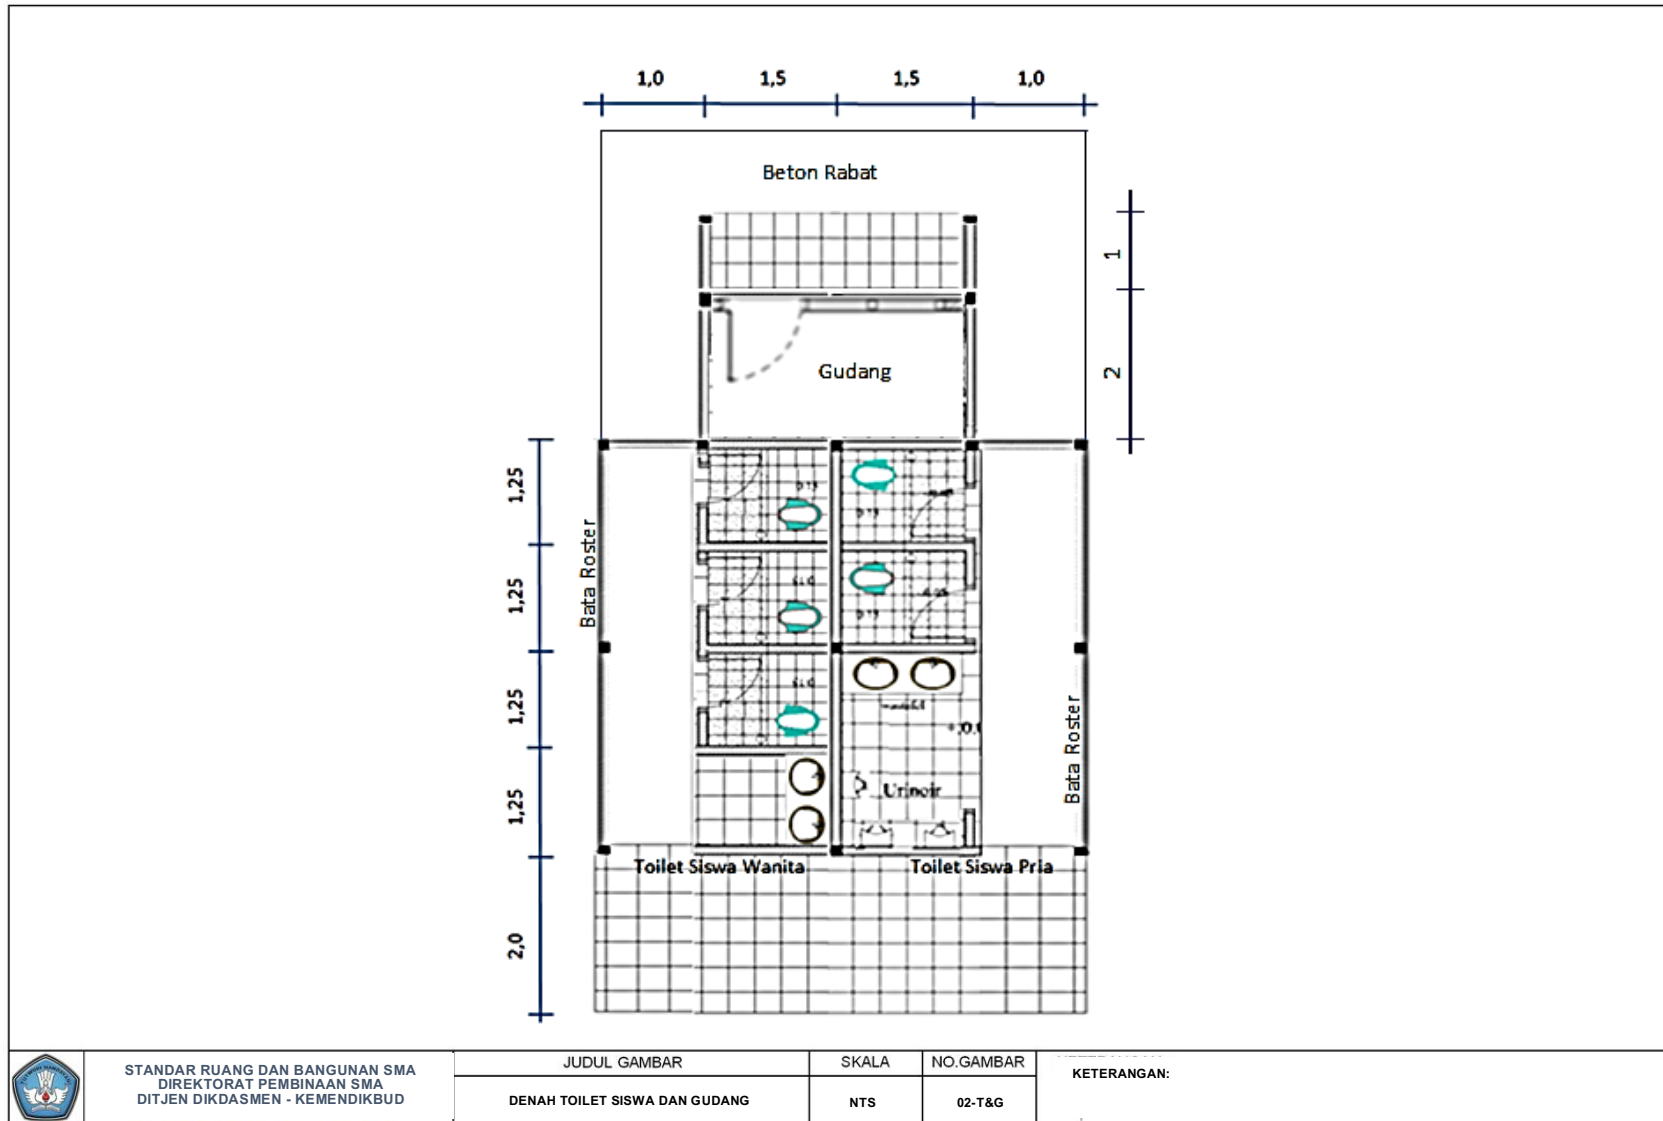 1,0 1,5 1,5 1,0
Beton Rabat
1
2
Gudang
1,25
1,25
1,25
1,25
2,0
Bata Roster
Bata Roster
Urinoir
Toilet Siswa Wanita
Toilet Siswa Pria
STANDAR RUANG DAN BANGUNAN SMA
DIREKTORAT PEMBINAAN SMA
DITJEN DIKDASMEN - KEMENDIKBUD
JUDUL GAMBAR
DENAH TOILET SISWA DAN GUDANG
SKALA
NTS
NO.GAMBAR
02-T&G
KETERANGAN: